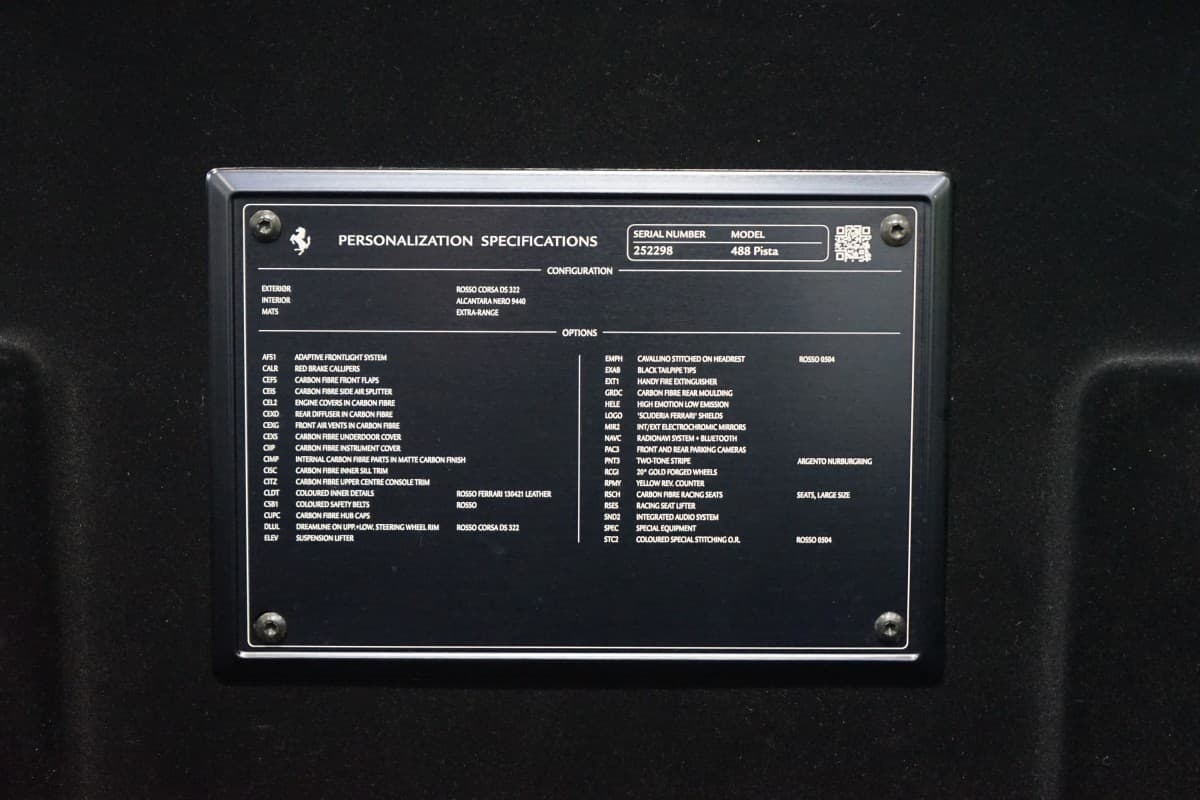 PERSONALIZATION SPECIFICATIONS
SERIAL NUMBER MODEL
252298 488 Pista
CONFIGURATION
EXTERIOR ROSSO CORSA DS 322
INTERIOR ALCANTARA NERO 9440
MATS EXTRA-RANGE
OPTIONS
AFS1 ADAPTIVE FRONTLIGHT SYSTEM
CALR RED BRAKE CALLIPERS
CEFS CARBON FIBRE FRONT FLAPS
CEIS CARBON FIBRE SIDE AIR SPLITTER
CEL2 ENGINE COVERS IN CARBON FIBRE
CEXD REAR DIFFUSER IN CARBON FIBRE
CEXG FRONT AIR VENTS IN CARBON FIBRE
CEXS CARBON FIBRE UNDERDOOR COVER
CIIP CARBON FIBRE INSTRUMENT COVER
CIMP INTERNAL CARBON FIBRE PARTS IN MATTE CARBON FINISH
CISC CARBON FIBRE INNER SILL TRIM
CITZ CARBON FIBRE UPPER CENTRE CONSOLE TRIM
CLDT COLOURED INNER DETAILS ROSSO FERRARI 130421 LEATHER
CSB1 COLOURED SAFETY BELTS ROSSO
CUPC CARBON FIBRE HUB CAPS
DLUL DREAMLINE ON UPP.+LOW. STEERING WHEEL RIM ROSSO CORSA DS 322
ELEV SUSPENSION LIFTER
EMPH CAVALLINO STITCHED ON HEADREST ROSSO 0504
EXAB BLACK TAILPIPE TIPS
EXT1 HANDY FIRE EXTINGUISHER
GRDC CARBON FIBRE REAR MOULDING
HELE HIGH EMOTION LOW EMISSION
LOGO 'SCUDERIA FERRARI' SHIELDS
MIR2 INT/EXT ELECTROCHROMIC MIRRORS
NAVC RADIONAVI SYSTEM + BLUETOOTH
PAC3 FRONT AND REAR PARKING CAMERAS
PNT3 TWO-TONE STRIPE ARGENTO NURBURGRING
RCGI 20" GOLD FORGED WHEELS
RPMY YELLOW REV. COUNTER
RSCH CARBON FIBRE RACING SEATS SEATS, LARGE SIZE
RSES RACING SEAT LIFTER
SND2 INTEGRATED AUDIO SYSTEM
SPEC SPECIAL EQUIPMENT
STC2 COLOURED SPECIAL STITCHING O.R. ROSSO 0504